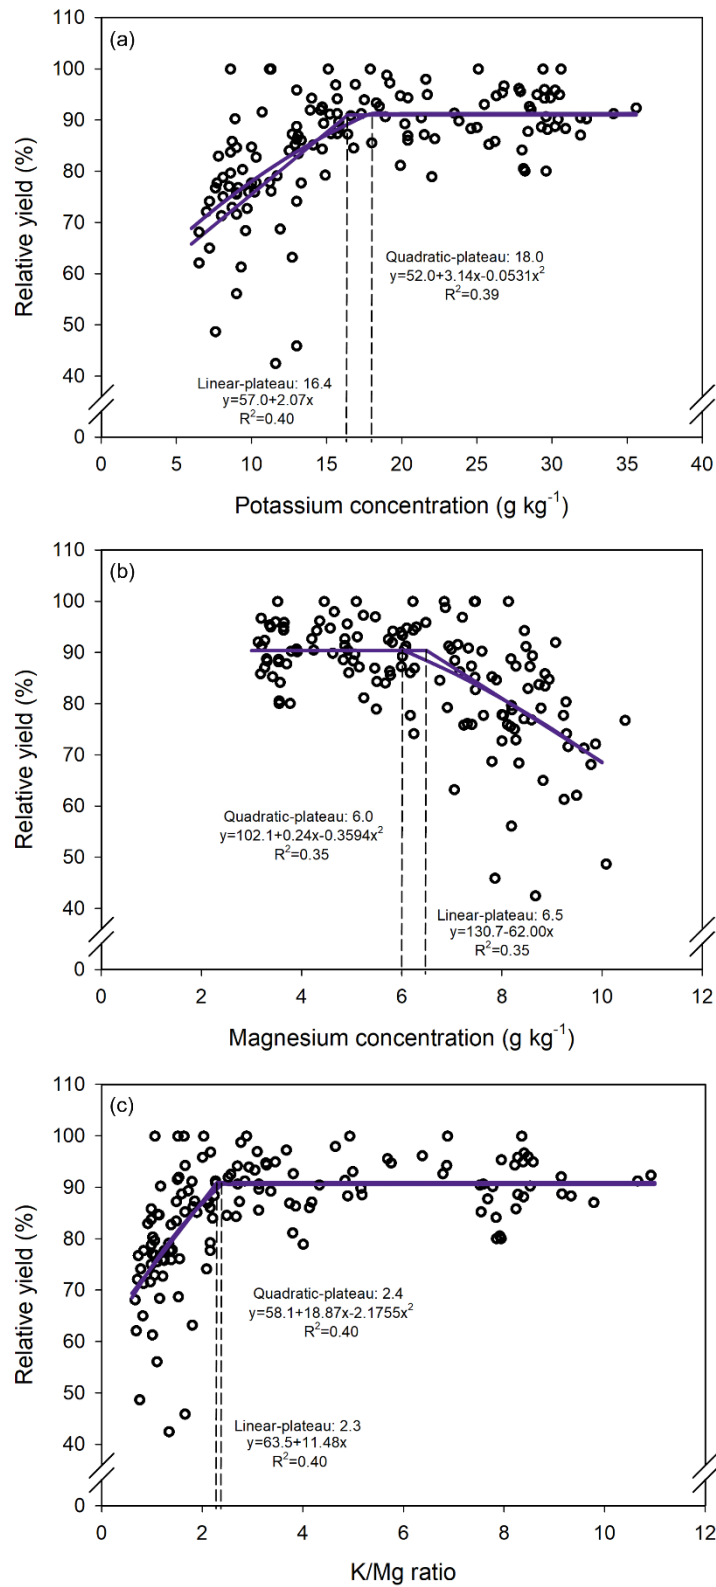 (a)
110
100
90
80
70
60
50
40
0
Relative yield (%)
Quadratic-plateau: 18.0
y=52.0+3.14x-0.0531x²
R²=0.39
Linear-plateau: 16.4
y=57.0+2.07x
R²=0.40
0 5 10 15 20 25 30 35 40
Potassium concentration (g kg⁻¹)
(b)
110
100
90
80
70
60
50
40
0
Relative yield (%)
Quadratic-plateau: 6.0
y=102.1+0.24x-0.3594x²
R²=0.35
Linear-plateau: 6.5
y=130.7-62.00x
R²=0.35
0 2 4 6 8 10 12
Magnesium concentration (g kg⁻¹)
(c)
110
100
90
80
70
60
50
40
0
Relative yield (%)
Quadratic-plateau: 2.4
y=58.1+18.87x-2.1755x²
R²=0.40
Linear-plateau: 2.3
y=63.5+11.48x
R²=0.40
0 2 4 6 8 10 12
K/Mg ratio